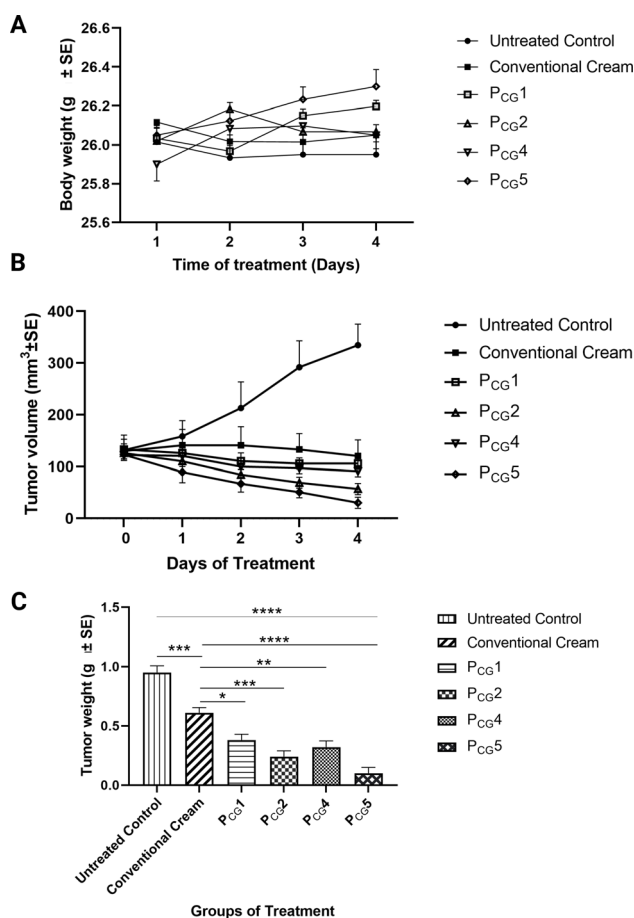 A
26.6
26.4
26.2
26.0
25.8
25.6
Body weight (g ± SE)
1 2 3 4
Time of treatment (Days)
Untreated Control
Conventional Cream
PCG1
PCG2
PCG4
PCG5
B
400
300
200
100
0
Tumor volume (mm³±SE)
0 1 2 3 4
Days of Treatment
Untreated Control
Conventional Cream
PCG1
PCG2
PCG4
PCG5
C
1.5
1.0
0.5
0.0
Tumor weight (g ± SE)
****
****
***
**
***
*
Untreated Control
Conventional Cream
PCG1
PCG2
PCG4
PCG5
Groups of Treatment
Untreated Control
Conventional Cream
PCG1
PCG2
PCG4
PCG5